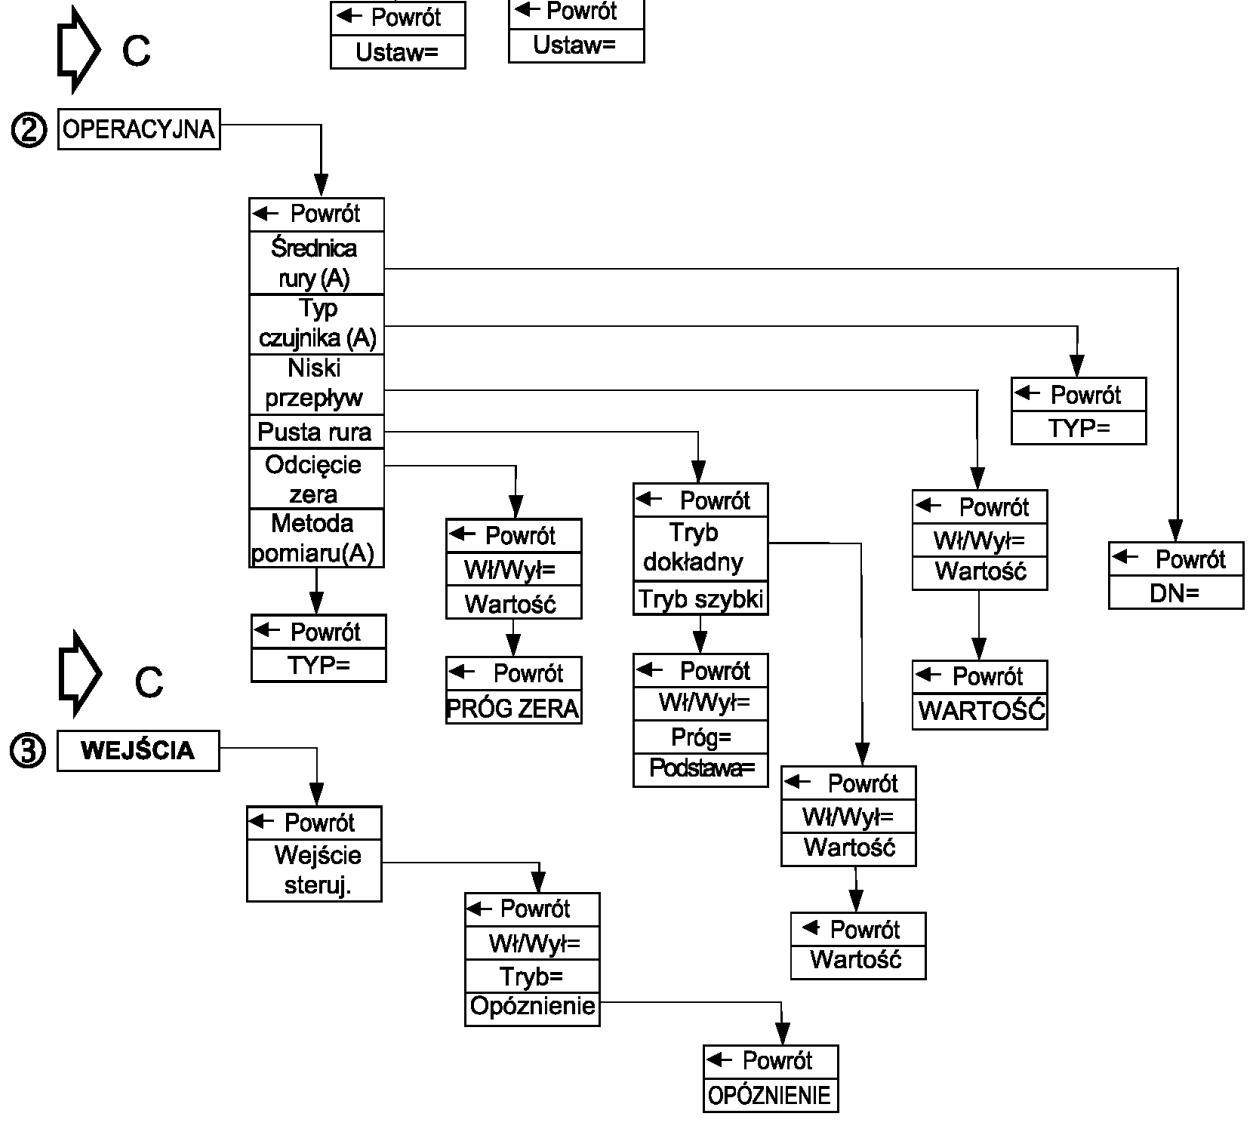 ← Powrót
Ustaw=
← Powrót
Ustaw=
C
② OPERACYJNA
← Powrót
Średnica
rury (A)
Typ
czujnika (A)
Niski
przepływ
Pusta rura
Odcięcie
zera
Metoda
pomiaru(A)
← Powrót
TYP=
← Powrót
Wł/Wył=
Wartość
← Powrót
PRÓG ZERA
← Powrót
Tryb
dokładny
Tryb szybki
← Powrót
Wł/Wył=
Próg=
Podstawa=
← Powrót
Wł/Wył=
Wartość
← Powrót
Wartość
← Powrót
Wł/Wył=
Wartość
← Powrót
WARTOŚĆ
← Powrót
TYP=
← Powrót
DN=
C
③ WEJŚCIA
← Powrót
Wejście
steruj.
← Powrót
Wł/Wył=
Tryb=
Opóznienie
← Powrót
OPÓZNIENIE